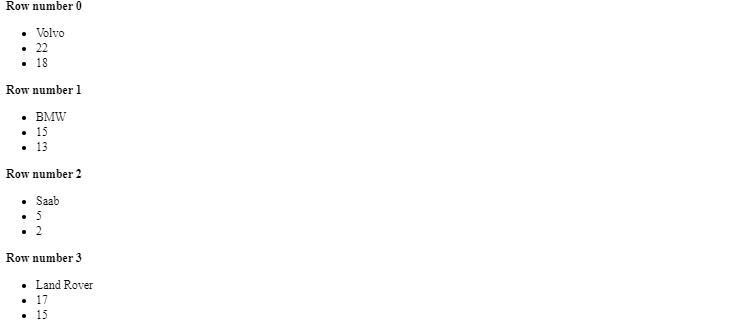 Row number 0
Volvo
22
18
Row number 1
BMW
15
13
Row number 2
Saab
5
2
Row number 3
Land Rover
17
15